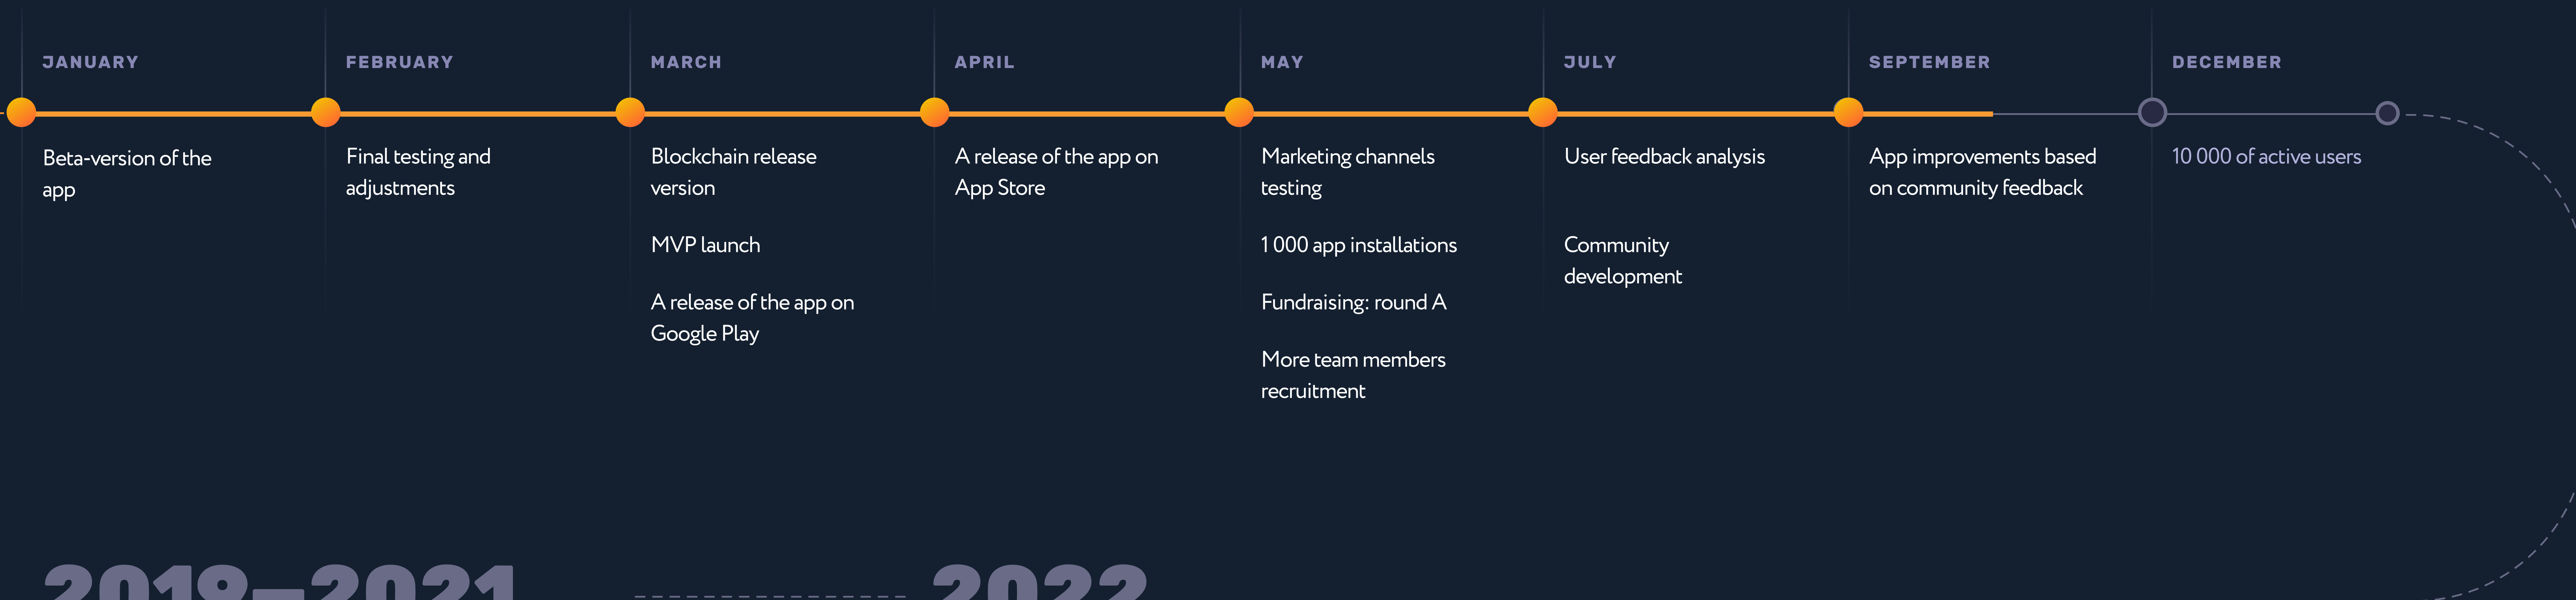 JANUARY
Beta-version of the
app
FEBRUARY
Final testing and
adjustments
MARCH
Blockchain release
version
MVP launch
A release of the app on
Google Play
APRIL
A release of the app on
App Store
MAY
Marketing channels
testing
1 000 app installations
Fundraising: round A
More team members
recruitment
JULY
User feedback analysis
Community
development
SEPTEMBER
App improvements based
on community feedback
DECEMBER
10 000 of active users
2019—2021
2022